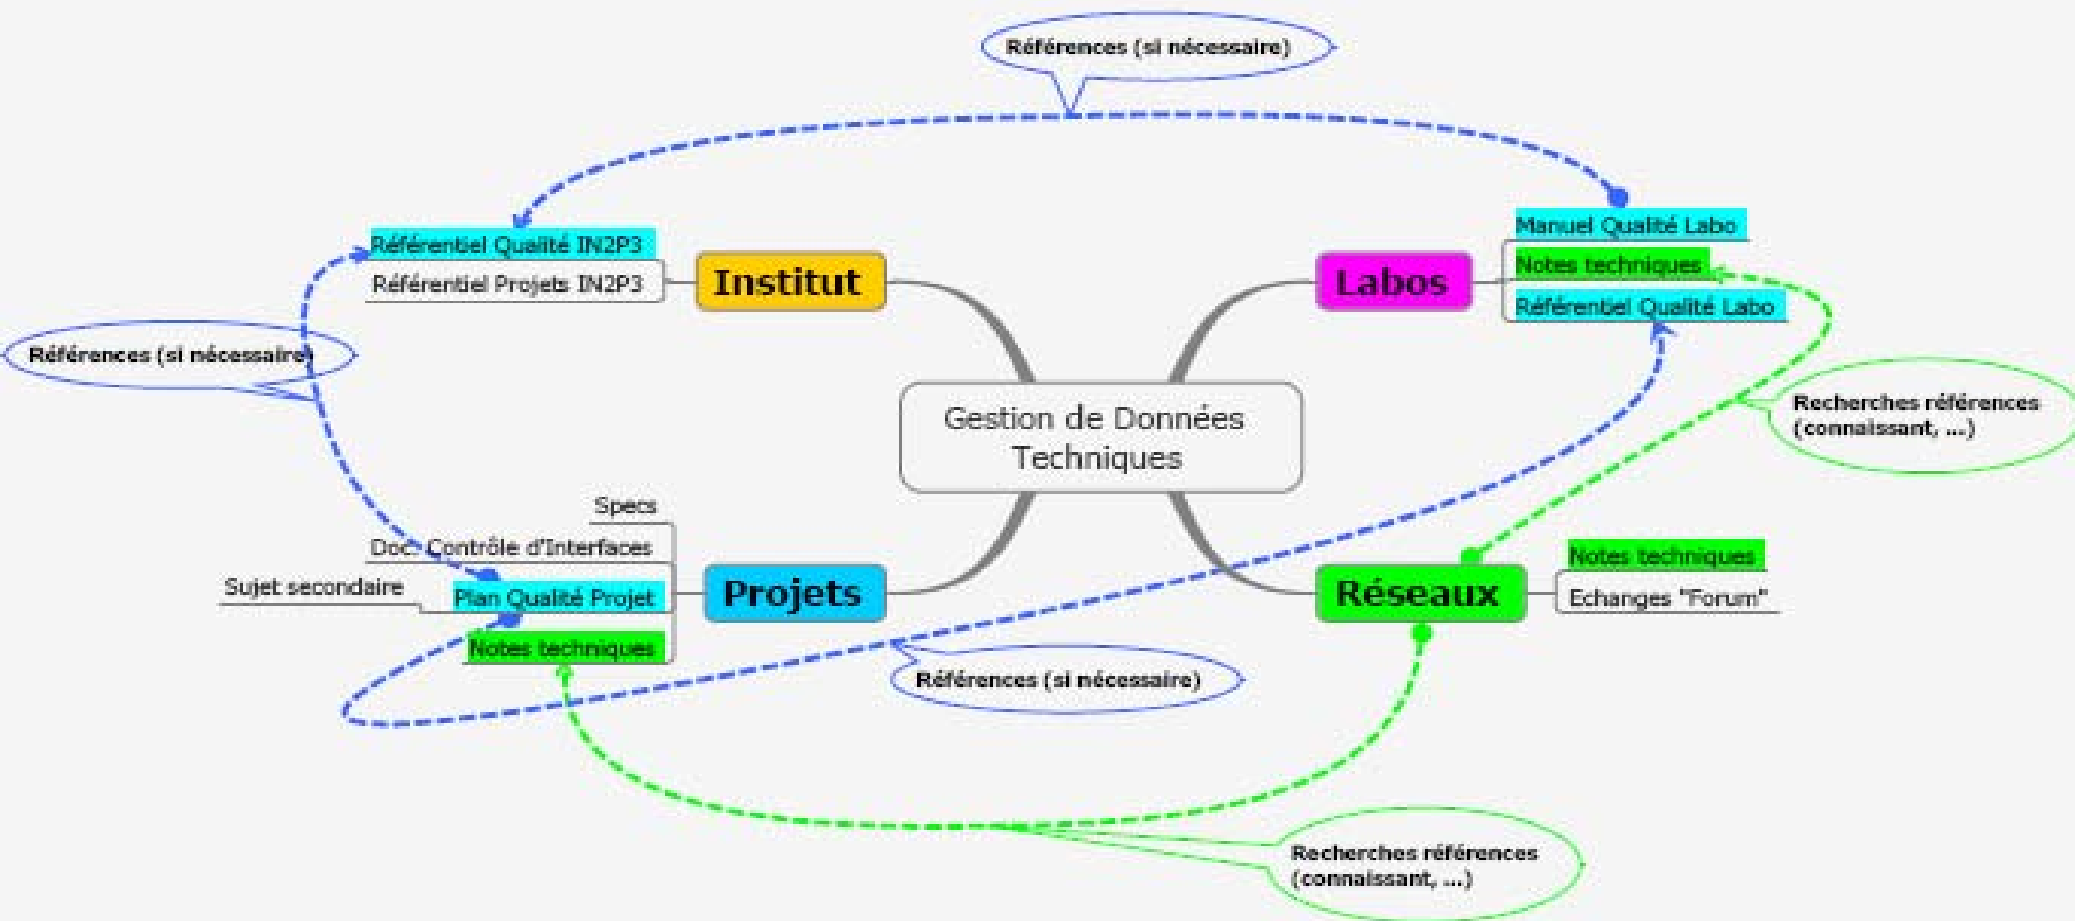 Références (si nécessaire)
Référentiel Qualité IN2P3
Référentiel Projets IN2P3
Institut
Labos
Manuel Qualité Labo
Notes techniques
Référentiel Qualité Labo
Références (si nécessaire)
Gestion de Données
Techniques
Recherches références
(connaissant, ...)
Specs
Doc. Contrôle d'Interfaces
Sujet secondaire
Plan Qualité Projet
Notes techniques
Projets
Réseaux
Notes techniques
Echanges "Forum"
Références (si nécessaire)
Recherches références
(connaissant, ...)